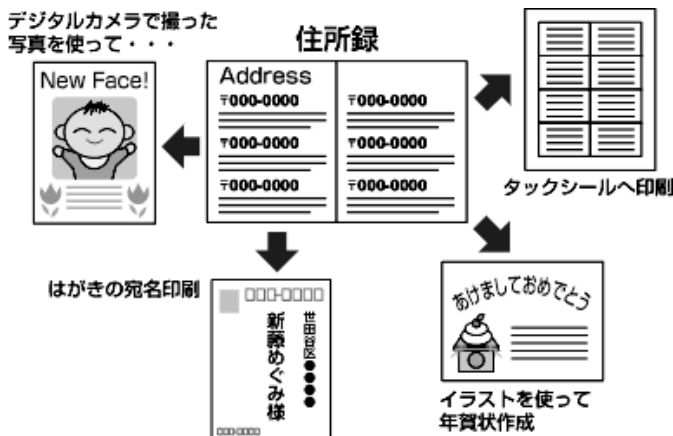 デジタルカメラで撮った
写真を使って・・・
New Face!
住所録
Address
〒000-0000
〒000-0000
〒000-0000
〒000-0000
〒000-0000
〒000-0000
タックシールへ印刷
はがきの宛名印刷
□□□-□□□□
世田谷区●●●●
新藤めぐみ様
□□□-□□□□
あけましておめでとう
イラストを使って
年賀状作成